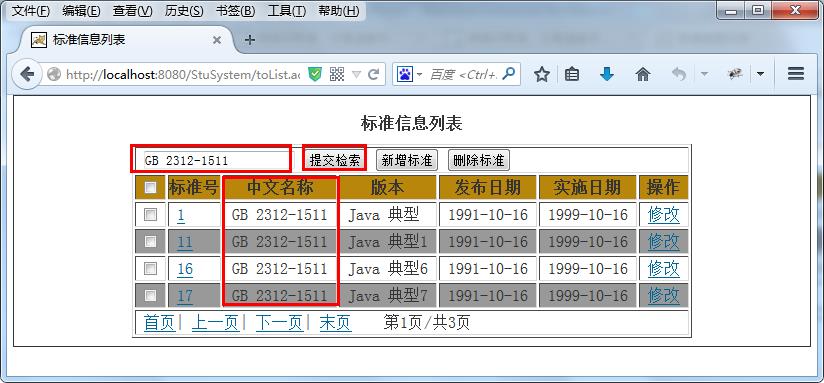 文件(F) 编辑(E) 查看(V) 历史(S) 书签(B) 工具(T) 帮助(H)
标准信息列表
http://localhost:8080/StuSystem/toList.ac 百度 <Ctrl+.
标准信息列表
GB 2312-1511 提交检索 新增标准 删除标准
标准号 中文名称 版本 发布日期 实施日期 操作
1 GB 2312-1511 Java 典型 1991-10-16 1999-10-16 修改
11 GB 2312-1511 Java 典型1 1991-10-16 1999-10-16 修改
16 GB 2312-1511 Java 典型6 1991-10-16 1999-10-16 修改
17 GB 2312-1511 Java 典型7 1991-10-16 1999-10-16 修改
首页| 上一页| 下一页| 末页 第1页/共3页